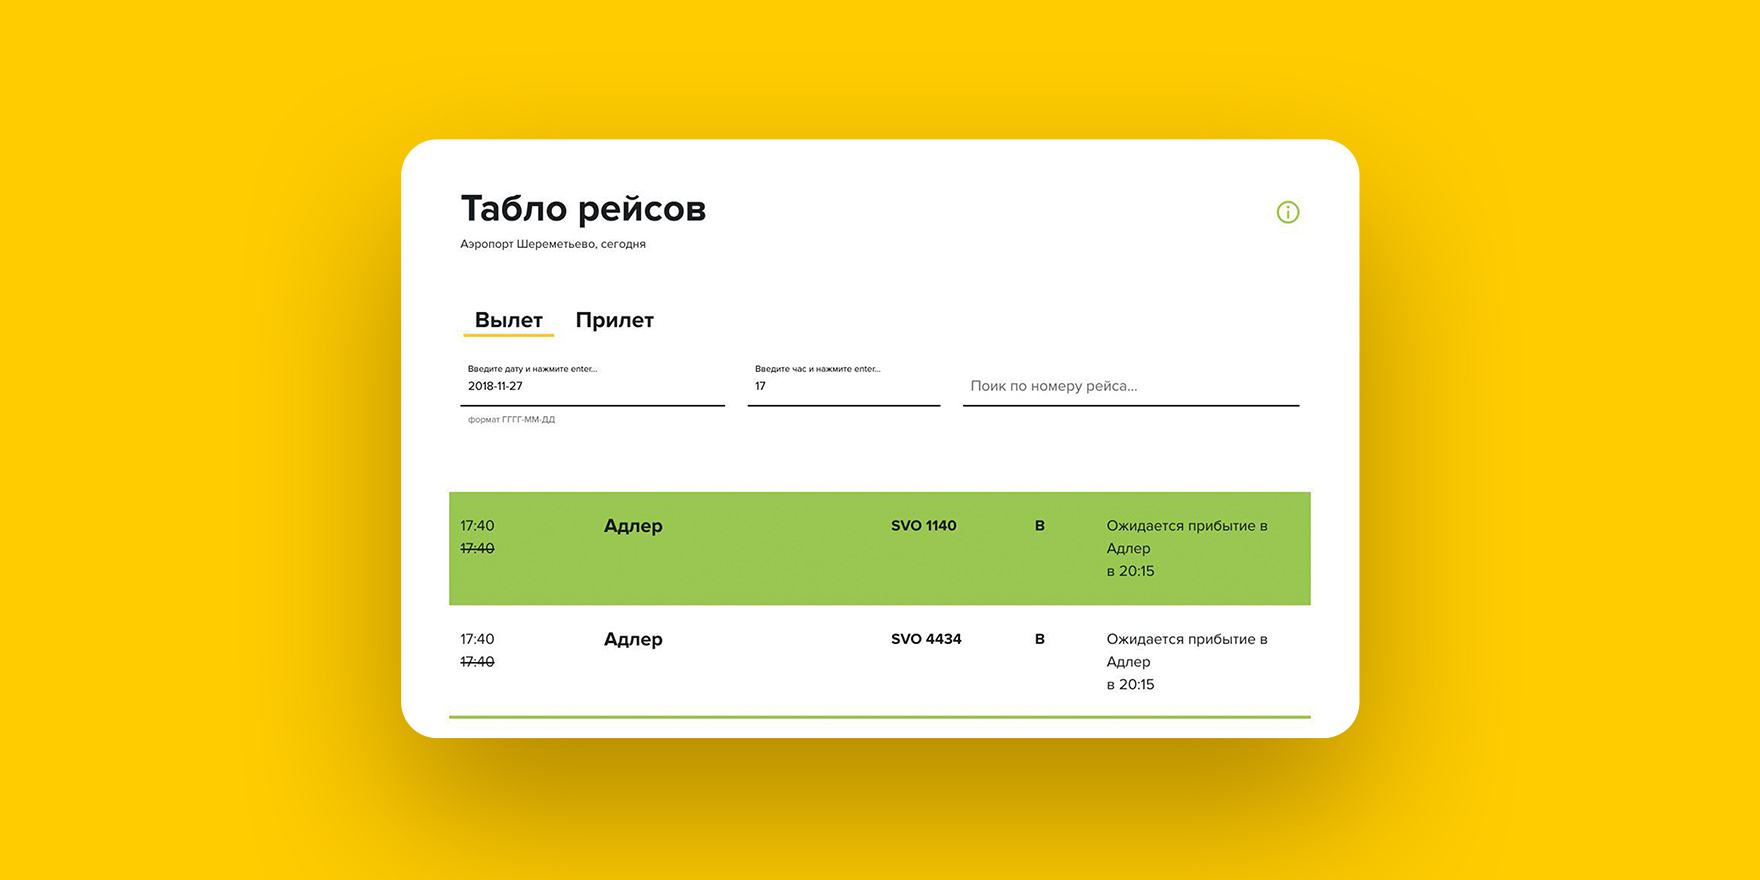 Табло рейсов
Аэропорт Шереметьево, сегодня
Вылет Прилет
Введите дату и нажмите enter... Введите час и нажмите enter...
2018-11-27 17 Поик по номеру рейса...
формат ГГГГ-ММ-ДД
17:40 Адлер SVO 1140 B Ожидается прибытие в
17:40 Адлер
в 20:15
17:40 Адлер SVO 4434 B Ожидается прибытие в
17:40 Адлер
в 20:15